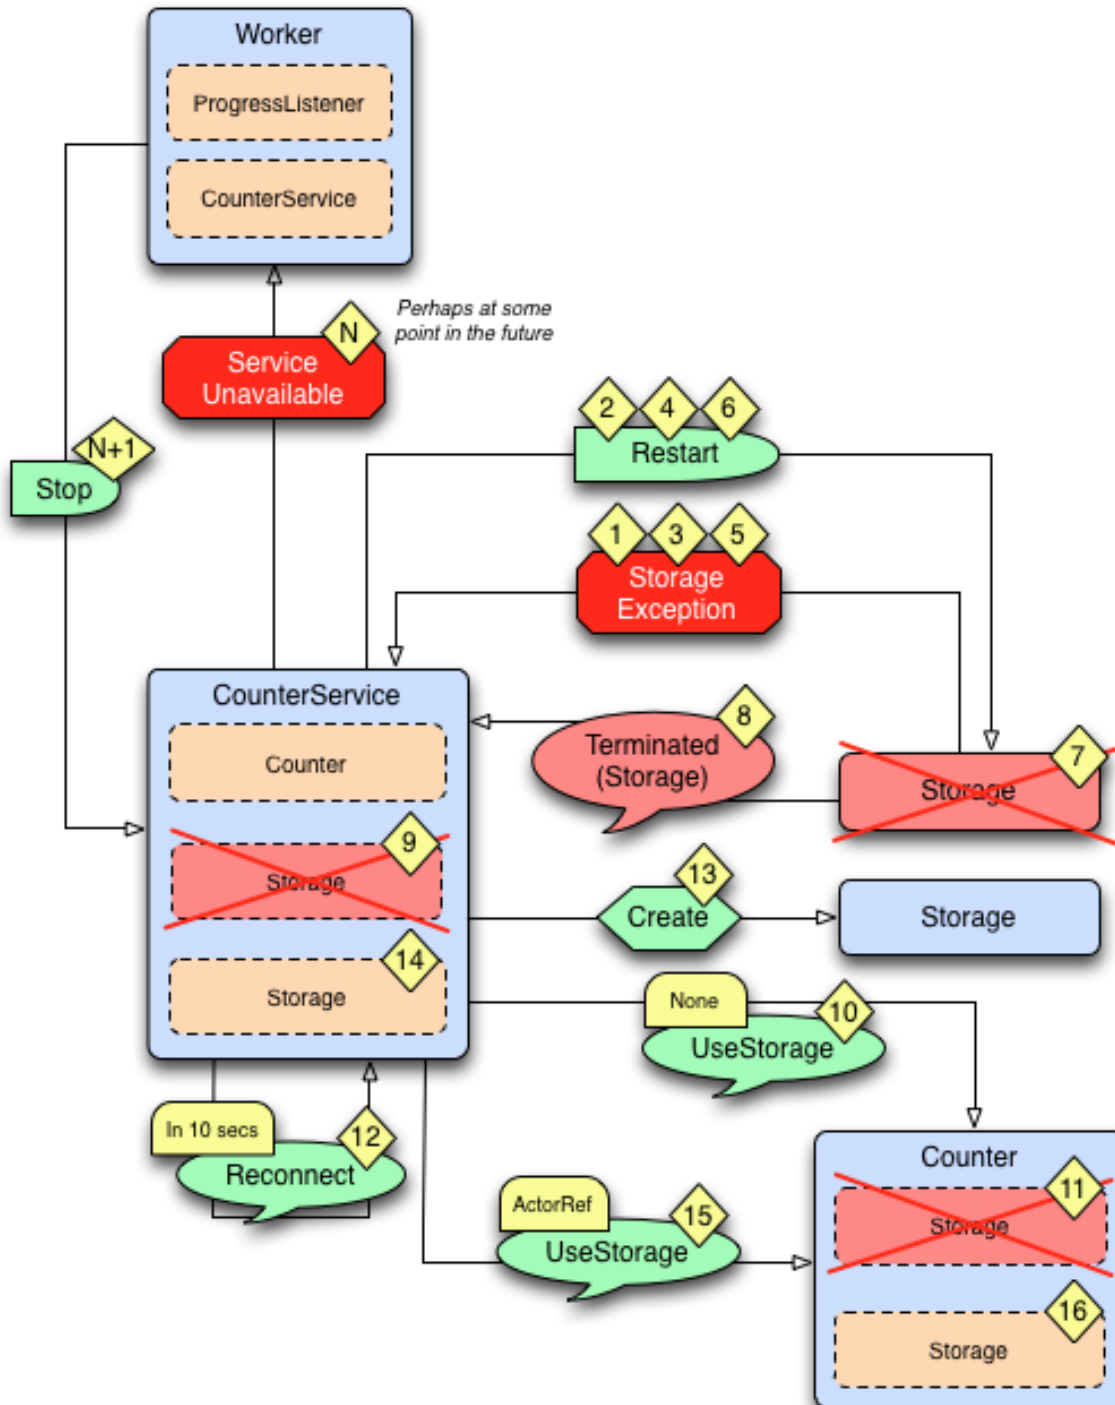 Worker
ProgressListener
CounterService
N
Perhaps at some
point in the future
Service
Unavailable
2
4
6
Restart
N+1
Stop
1
3
5
Storage
Exception
CounterService
Counter
8
Terminated
(Storage)
7
Storage
9
Storage
13
Create
Storage
14
Storage
None
10
UseStorage
In 10 secs
12
Reconnect
ActorRef
15
UseStorage
Counter
11
Storage
16
Storage